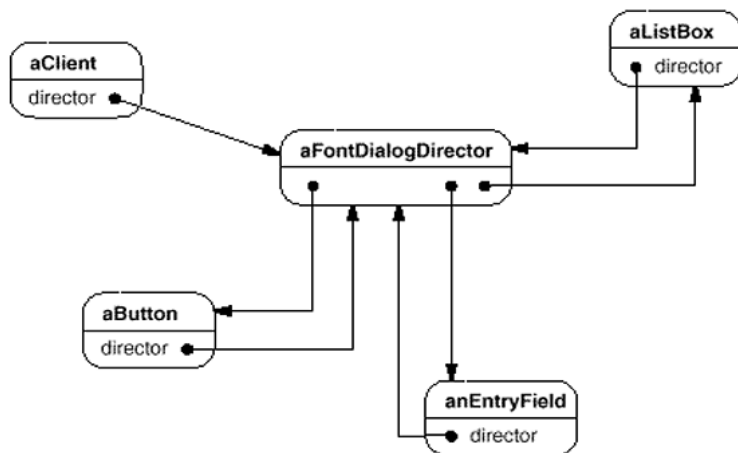 aClient
director
aListBox
director
aFontDialogDirector
aButton
director
anEntryField
director